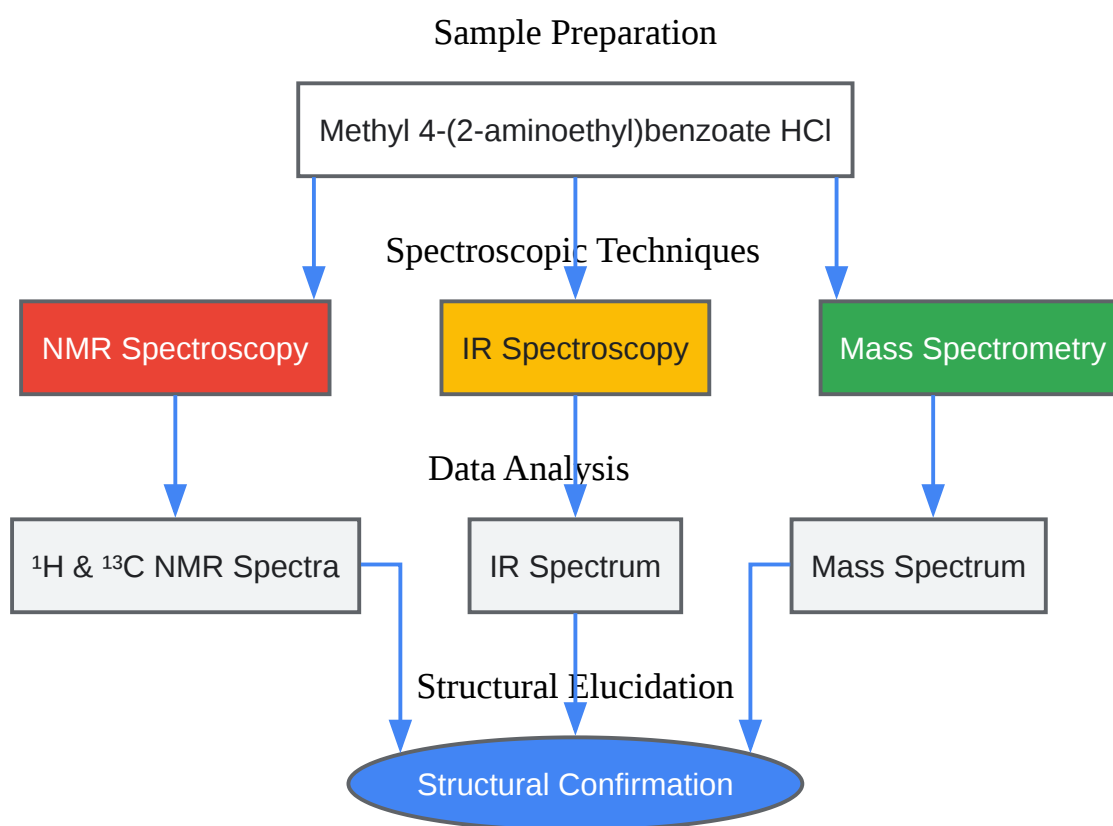 Sample Preparation
Methyl 4-(2-aminoethyl)benzoate HCl
Spectroscopic Techniques
NMR Spectroscopy
IR Spectroscopy
Mass Spectrometry
Data Analysis
¹H & ¹³C NMR Spectra
IR Spectrum
Mass Spectrum
Structural Elucidation
Structural Confirmation